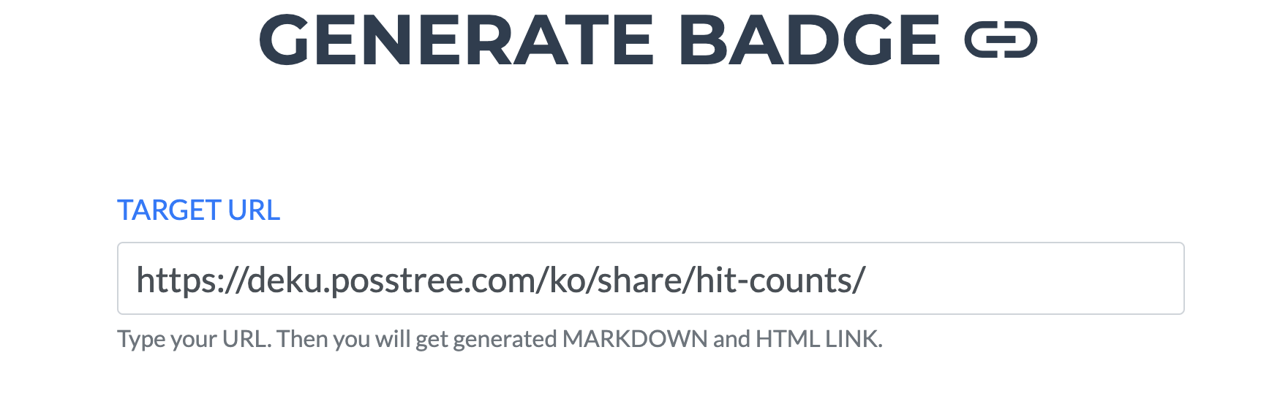 GENERATE BADGE
TARGET URL
https://deku.posstree.com/ko/share/hit-counts/
Type your URL. Then you will get generated MARKDOWN and HTML LINK.